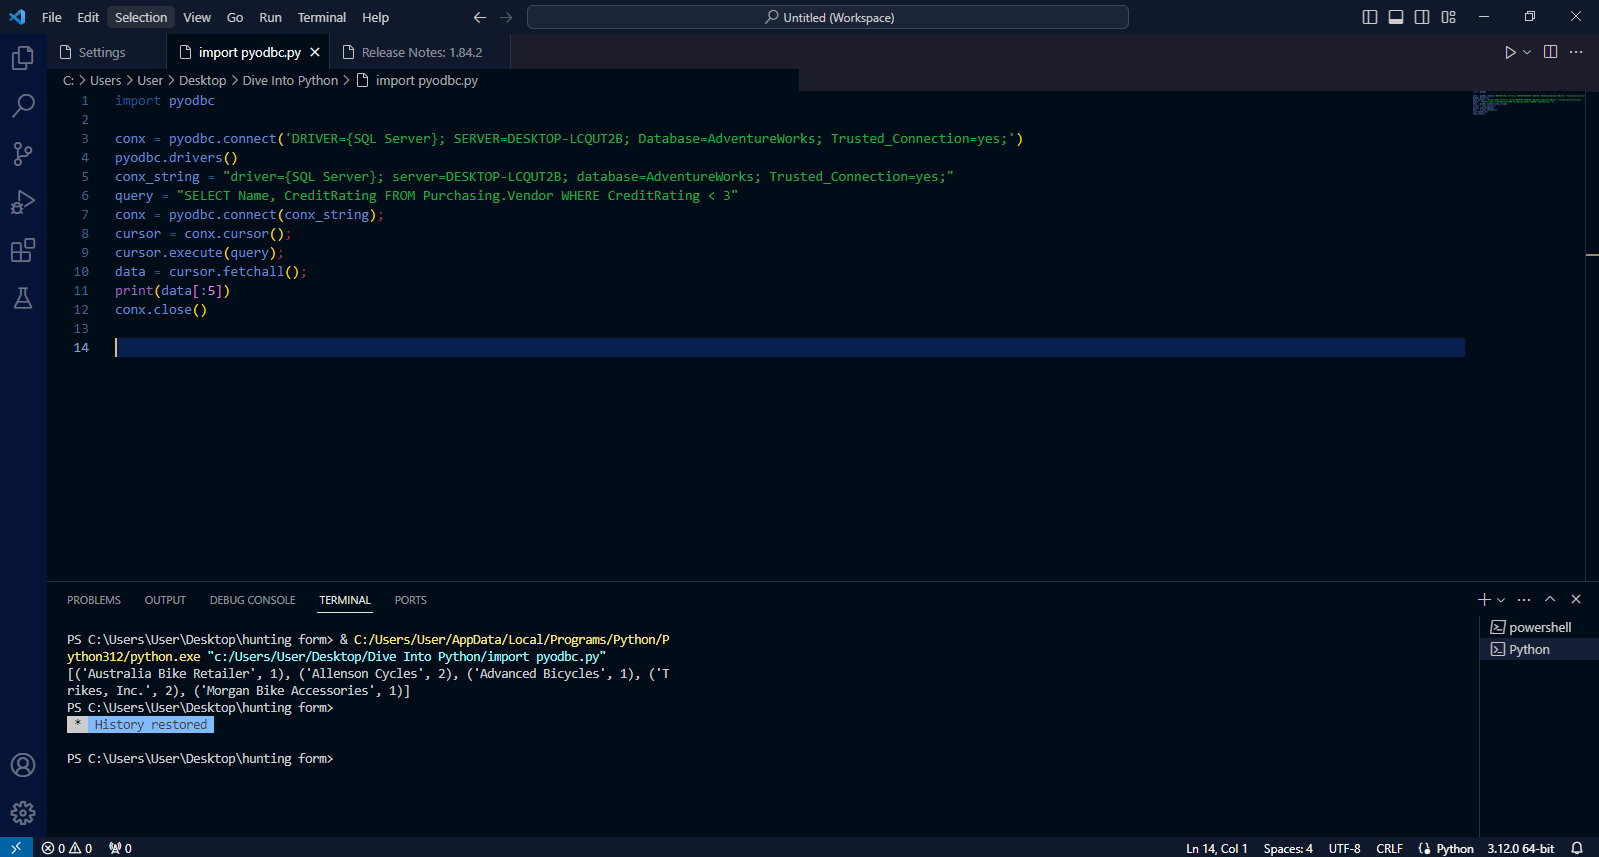 File Edit Selection View Go Run Terminal Help Untitled (Workspace)
Settings import pyodbc.py Release Notes: 1.84.2
C: > Users > User > Desktop > Dive Into Python > import pyodbc.py
1 import pyodbc
2
3 conx = pyodbc.connect('DRIVER={SQL Server}; SERVER=DESKTOP-LCQUT2B; Database=AdventureWorks; Trusted_Connection=yes;')
4 pyodbc.drivers()
5 conx_string = "driver={SQL Server}; server=DESKTOP-LCQUT2B; database=AdventureWorks; Trusted_Connection=yes;"
6 query = "SELECT Name, CreditRating FROM Purchasing.Vendor WHERE CreditRating < 3"
7 conx = pyodbc.connect(conx_string);
8 cursor = conx.cursor();
9 cursor.execute(query);
10 data = cursor.fetchall();
11 print(data[:5])
12 conx.close()
13
14
PROBLEMS OUTPUT DEBUG CONSOLE TERMINAL PORTS
PS C:\Users\User\Desktop\hunting form> & C:/Users/User/AppData/Local/Programs/Python/P
ython312/python.exe "c:/Users/User/Desktop/Dive Into Python/import pyodbc.py"
[('Australia Bike Retailer', 1), ('Allenson Cycles', 2), ('Advanced Bicycles', 1), ('T
rikes, Inc.', 2), ('Morgan Bike Accessories', 1)]
PS C:\Users\User\Desktop\hunting form>
* History restored
PS C:\Users\User\Desktop\hunting form>
powershell
Python
0 0 0 Ln 14, Col 1 Spaces: 4 UTF-8 CRLF Python 3.12.0 64-bit